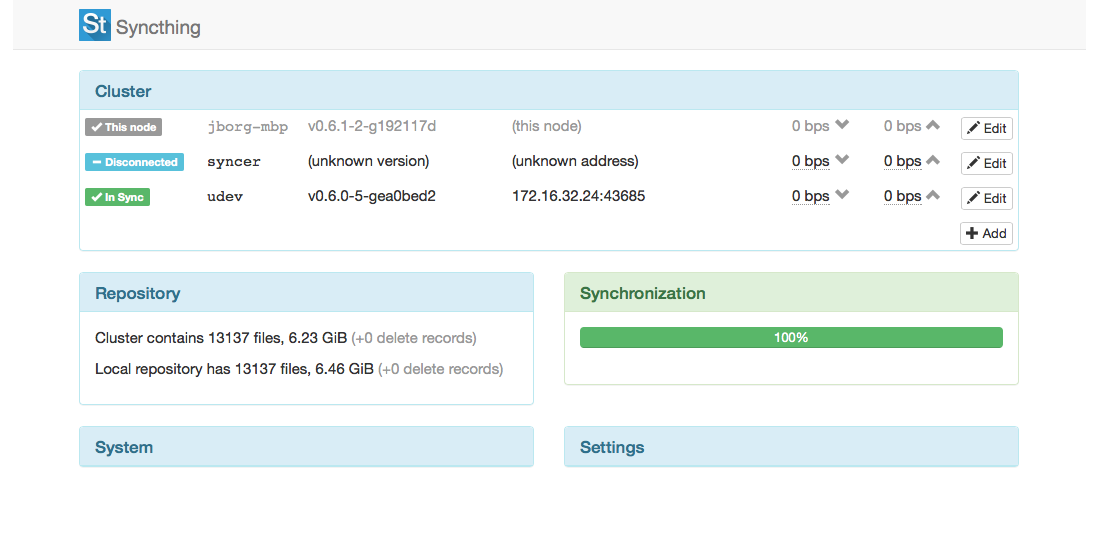 St Syncthing
Cluster
This node jborg-mbp v0.6.1-2-g192117d (this node) 0 bps 0 bps Edit
Disconnected syncer (unknown version) (unknown address) 0 bps 0 bps Edit
In Sync udev v0.6.0-5-gea0bed2 172.16.32.24:43685 0 bps 0 bps Edit
Add
Repository
Cluster contains 13137 files, 6.23 GiB (+0 delete records)
Local repository has 13137 files, 6.46 GiB (+0 delete records)
Synchronization
100%
System
Settings